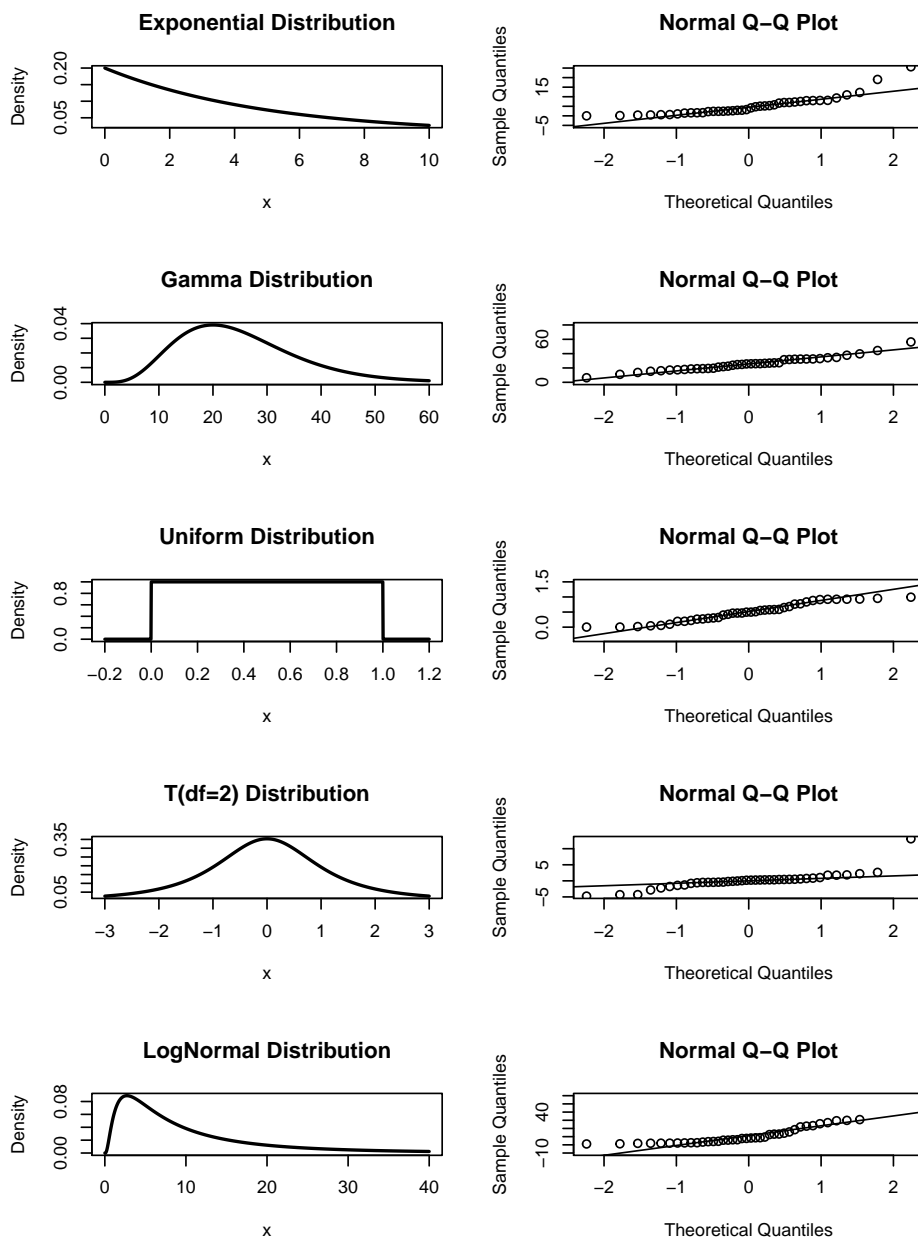 Exponential Distribution
Density
0.05 0.20
0 2 4 6 8 10
x
Normal Q−Q Plot
Sample Quantiles
−5 15
−2 −1 0 1 2
Theoretical Quantiles
Gamma Distribution
Density
0.00 0.04
0 10 20 30 40 50 60
x
Normal Q−Q Plot
Sample Quantiles
0 60
−2 −1 0 1 2
Theoretical Quantiles
Uniform Distribution
Density
0.0 0.8
−0.2 0.0 0.2 0.4 0.6 0.8 1.0 1.2
x
Normal Q−Q Plot
Sample Quantiles
0.0 1.5
−2 −1 0 1 2
Theoretical Quantiles
T(df=2) Distribution
Density
0.05 0.35
−3 −2 −1 0 1 2 3
x
Normal Q−Q Plot
Sample Quantiles
−5 5
−2 −1 0 1 2
Theoretical Quantiles
LogNormal Distribution
Density
0.00 0.08
0 10 20 30 40
x
Normal Q−Q Plot
Sample Quantiles
−10 40
−2 −1 0 1 2
Theoretical Quantiles